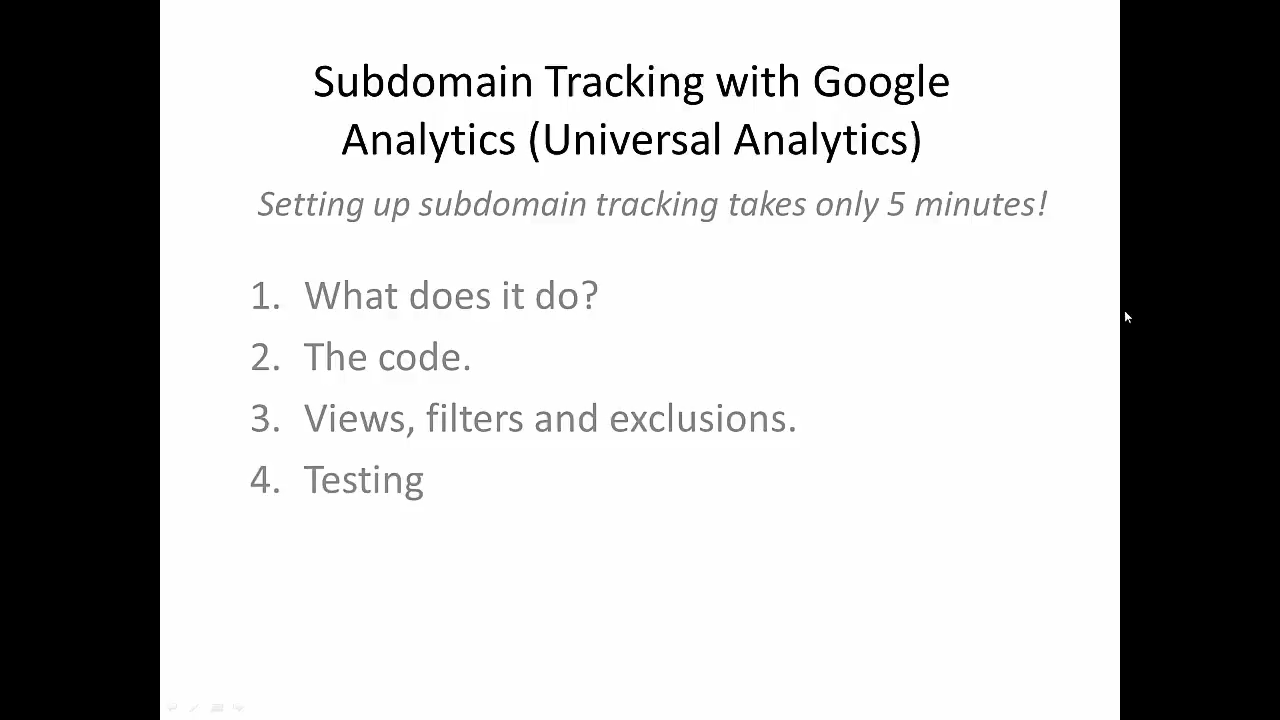 Subdomain Tracking with Google
Analytics (Universal Analytics)
Setting up subdomain tracking takes only 5 minutes!
1. What does it do?
2. The code.
3. Views, filters and exclusions.
4. Testing